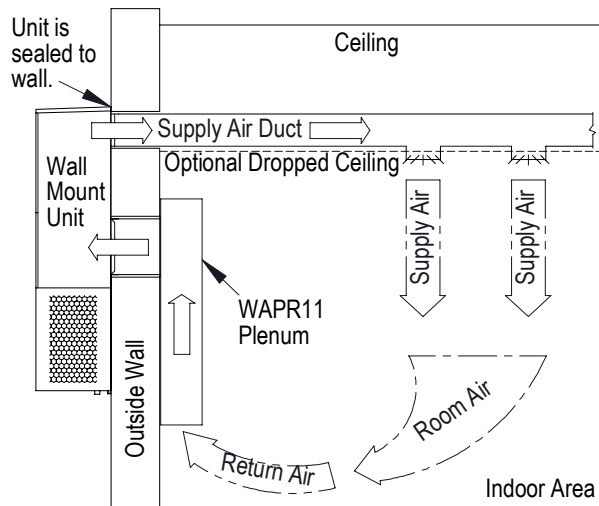 Unit is
sealed to
wall.
Ceiling
Supply Air Duct
Optional Dropped Ceiling
Wall
Mount
Unit
Supply Air
Supply Air
WAPR11
Plenum
Outside Wall
Room Air
Return Air
Indoor Area